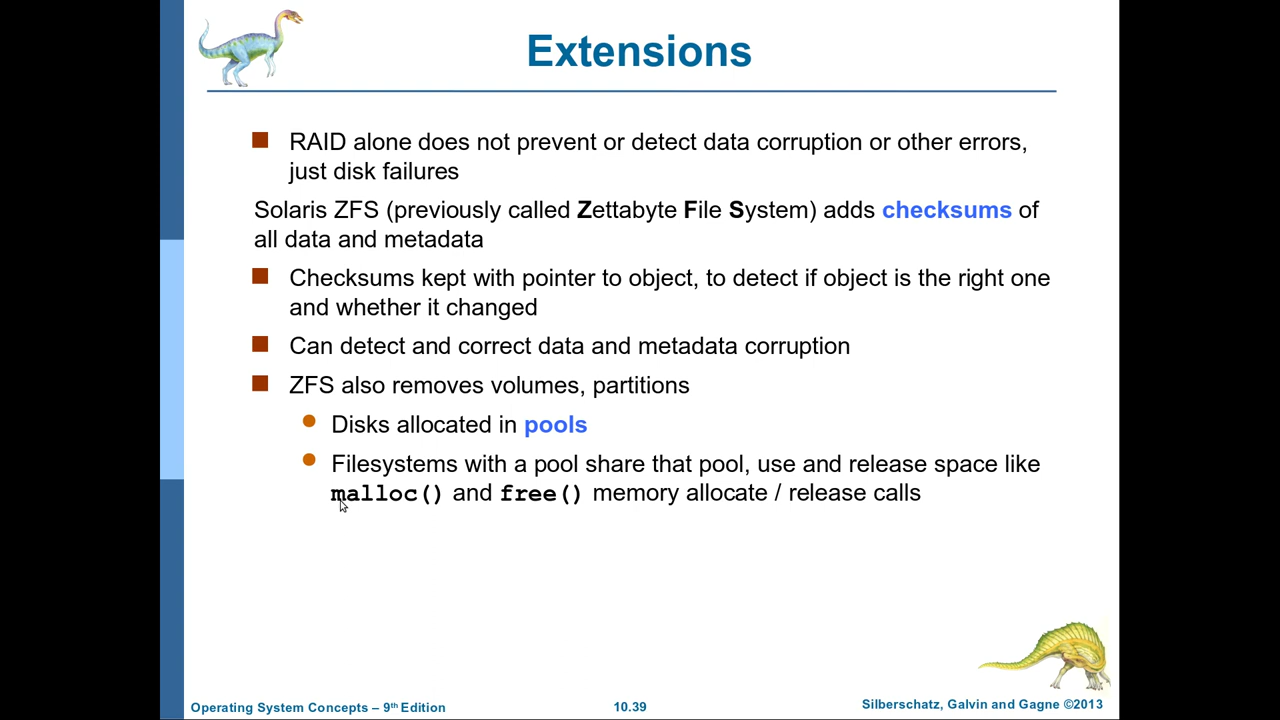 Extensions
RAID alone does not prevent or detect data corruption or other errors,
just disk failures
Solaris ZFS (previously called Zettabyte File System) adds checksums of
all data and metadata
Checksums kept with pointer to object, to detect if object is the right one
and whether it changed
Can detect and correct data and metadata corruption
ZFS also removes volumes, partitions
Disks allocated in pools
Filesystems with a pool share that pool, use and release space like
malloc() and free() memory allocate / release calls
Operating System Concepts – 9th Edition
10.39
Silberschatz, Galvin and Gagne ©2013